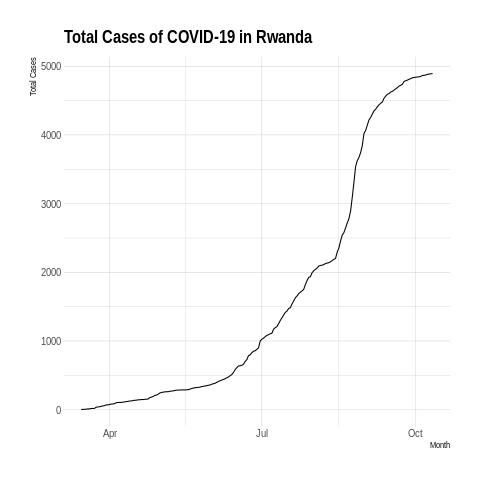 Total Cases of COVID-19 in Rwanda
Total Cases
5000
4000
3000
2000
1000
0
Apr
Jul
Oct
Month